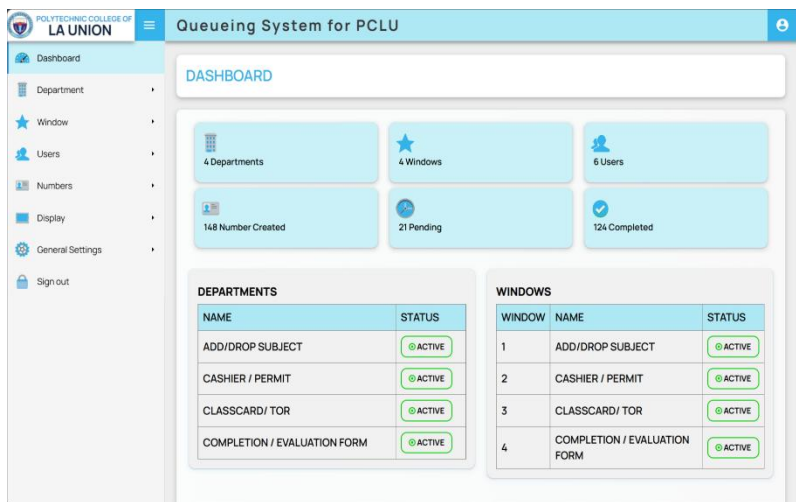 POLYTECHNIC COLLEGE OF
LA UNION
Queueing System for PCLU
Dashboard
Department
Window
Users
Numbers
Display
General Settings
Sign out
DASHBOARD
4 Departments
4 Windows
6 Users
148 Number Created
21 Pending
124 Completed
DEPARTMENTS
NAME STATUS
ADD/DROP SUBJECT ACTIVE
CASHIER / PERMIT ACTIVE
CLASSCARD/ TOR ACTIVE
COMPLETION / EVALUATION FORM ACTIVE
WINDOWS
WINDOW NAME STATUS
1 ADD/DROP SUBJECT ACTIVE
2 CASHIER / PERMIT ACTIVE
3 CLASSCARD/ TOR ACTIVE
4 COMPLETION / EVALUATION
FORM ACTIVE